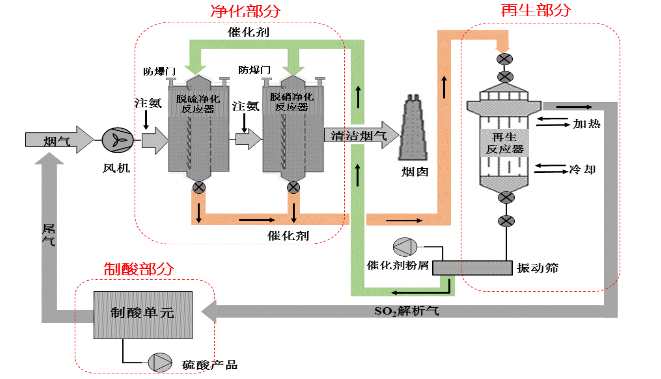 净化部分
再生部分
催化剂
防爆门
防爆门
注氨
脱硫净化
反应器
注氨
脱硝净化
反应器
烟气
风机
清洁烟气
烟囱
再生
反应器
加热
冷却
催化剂
尾气
催化剂粉屑
振动筛
制酸部分
制酸单元
SO₂解析气
硫酸产品